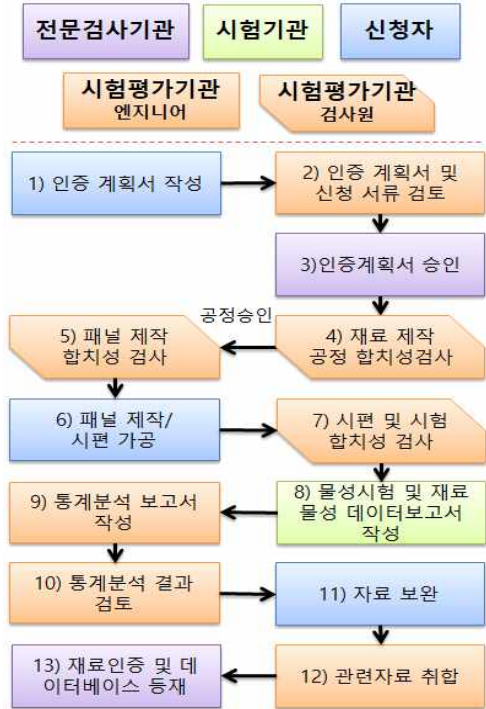 전문검사기관
시험기관
신청자
시험평가기관
엔지니어
시험평가기관
검사원
1) 인증 계획서 작성
2) 인증 계획서 및
신청 서류 검토
3)인증계획서 승인
공정승인
4) 재료 제작
공정 합치성검사
5) 패널 제작
합치성 검사
6) 패널 제작/
시편 가공
7) 시편 및 시험
합치성 검사
8) 물성시험 및 재료
물성 데이터보고서
작성
9) 통계분석 보고서
작성
10) 통계분석 결과
검토
11) 자료 보완
12) 관련자료 취합
13) 재료인증 및 데
이터베이스 등재